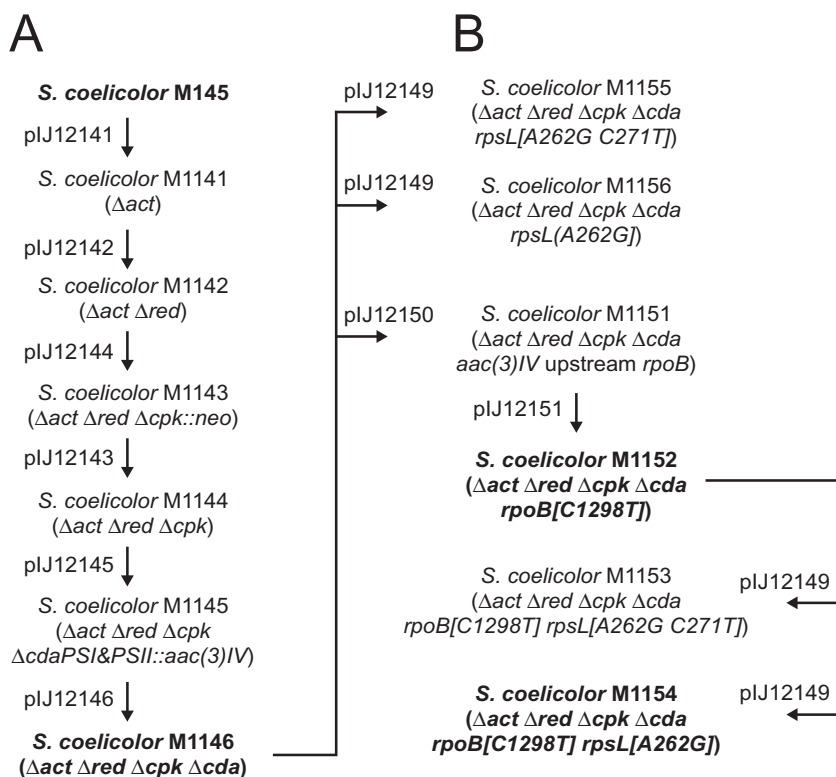 A
S. coelicolor M145
pIJ12141
S. coelicolor M1141
(Δact)
pIJ12142
S. coelicolor M1142
(Δact Δred)
pIJ12144
S. coelicolor M1143
(Δact Δred Δcpk::neo)
pIJ12143
S. coelicolor M1144
(Δact Δred Δcpk)
pIJ12145
S. coelicolor M1145
(Δact Δred Δcpk
ΔcdaPSI&PSII::aac(3)IV)
pIJ12146
S. coelicolor M1146
(Δact Δred Δcpk Δcda)
B
pIJ12149
S. coelicolor M1155
(Δact Δred Δcpk Δcda
rpsL[A262G C271T])
pIJ12149
S. coelicolor M1156
(Δact Δred Δcpk Δcda
rpsL(A262G])
pIJ12150
S. coelicolor M1151
(Δact Δred Δcpk Δcda
aac(3)IV upstream rpoB)
pIJ12151
S. coelicolor M1152
(Δact Δred Δcpk Δcda
rpoB[C1298T])
S. coelicolor M1153
(Δact Δred Δcpk Δcda
rpoB[C1298T] rpsL[A262G C271T])
pIJ12149
S. coelicolor M1154
(Δact Δred Δcpk Δcda
rpoB[C1298T] rpsL[A262G])
pIJ12149